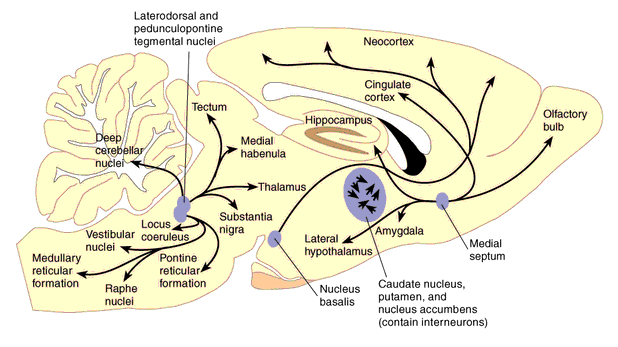 Laterodorsal and
pedunculopontine
tegmental nuclei
Neocortex
Cingulate
cortex
Olfactory
bulb
Tectum
Hippocampus
Deep
cerebellar
nuclei
Medial
habenula
Thalamus
Substantia
nigra
Locus
coeruleus
Vestibular
nuclei
Amygdala
Lateral
hypothalamus
Medial
septum
Medullary
reticular
formation
Pontine
reticular
formation
Raphe
nuclei
Nucleus
basalis
Caudate nucleus,
putamen, and
nucleus accumbens
(contain interneurons)